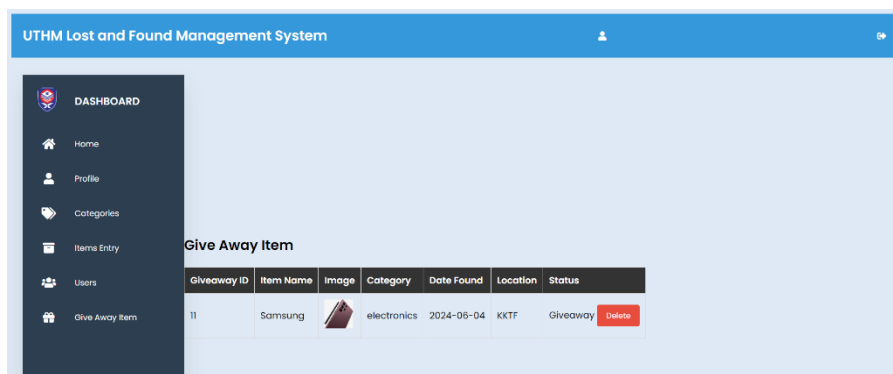 UTHM Lost and Found Management System
DASHBOARD
Home
Profile
Categories
Items Entry
Users
Give Away Item
Give Away Item
Giveaway ID Item Name Image Category Date Found Location Status
11 Samsung electronics 2024-06-04 KKTF Giveaway Delete